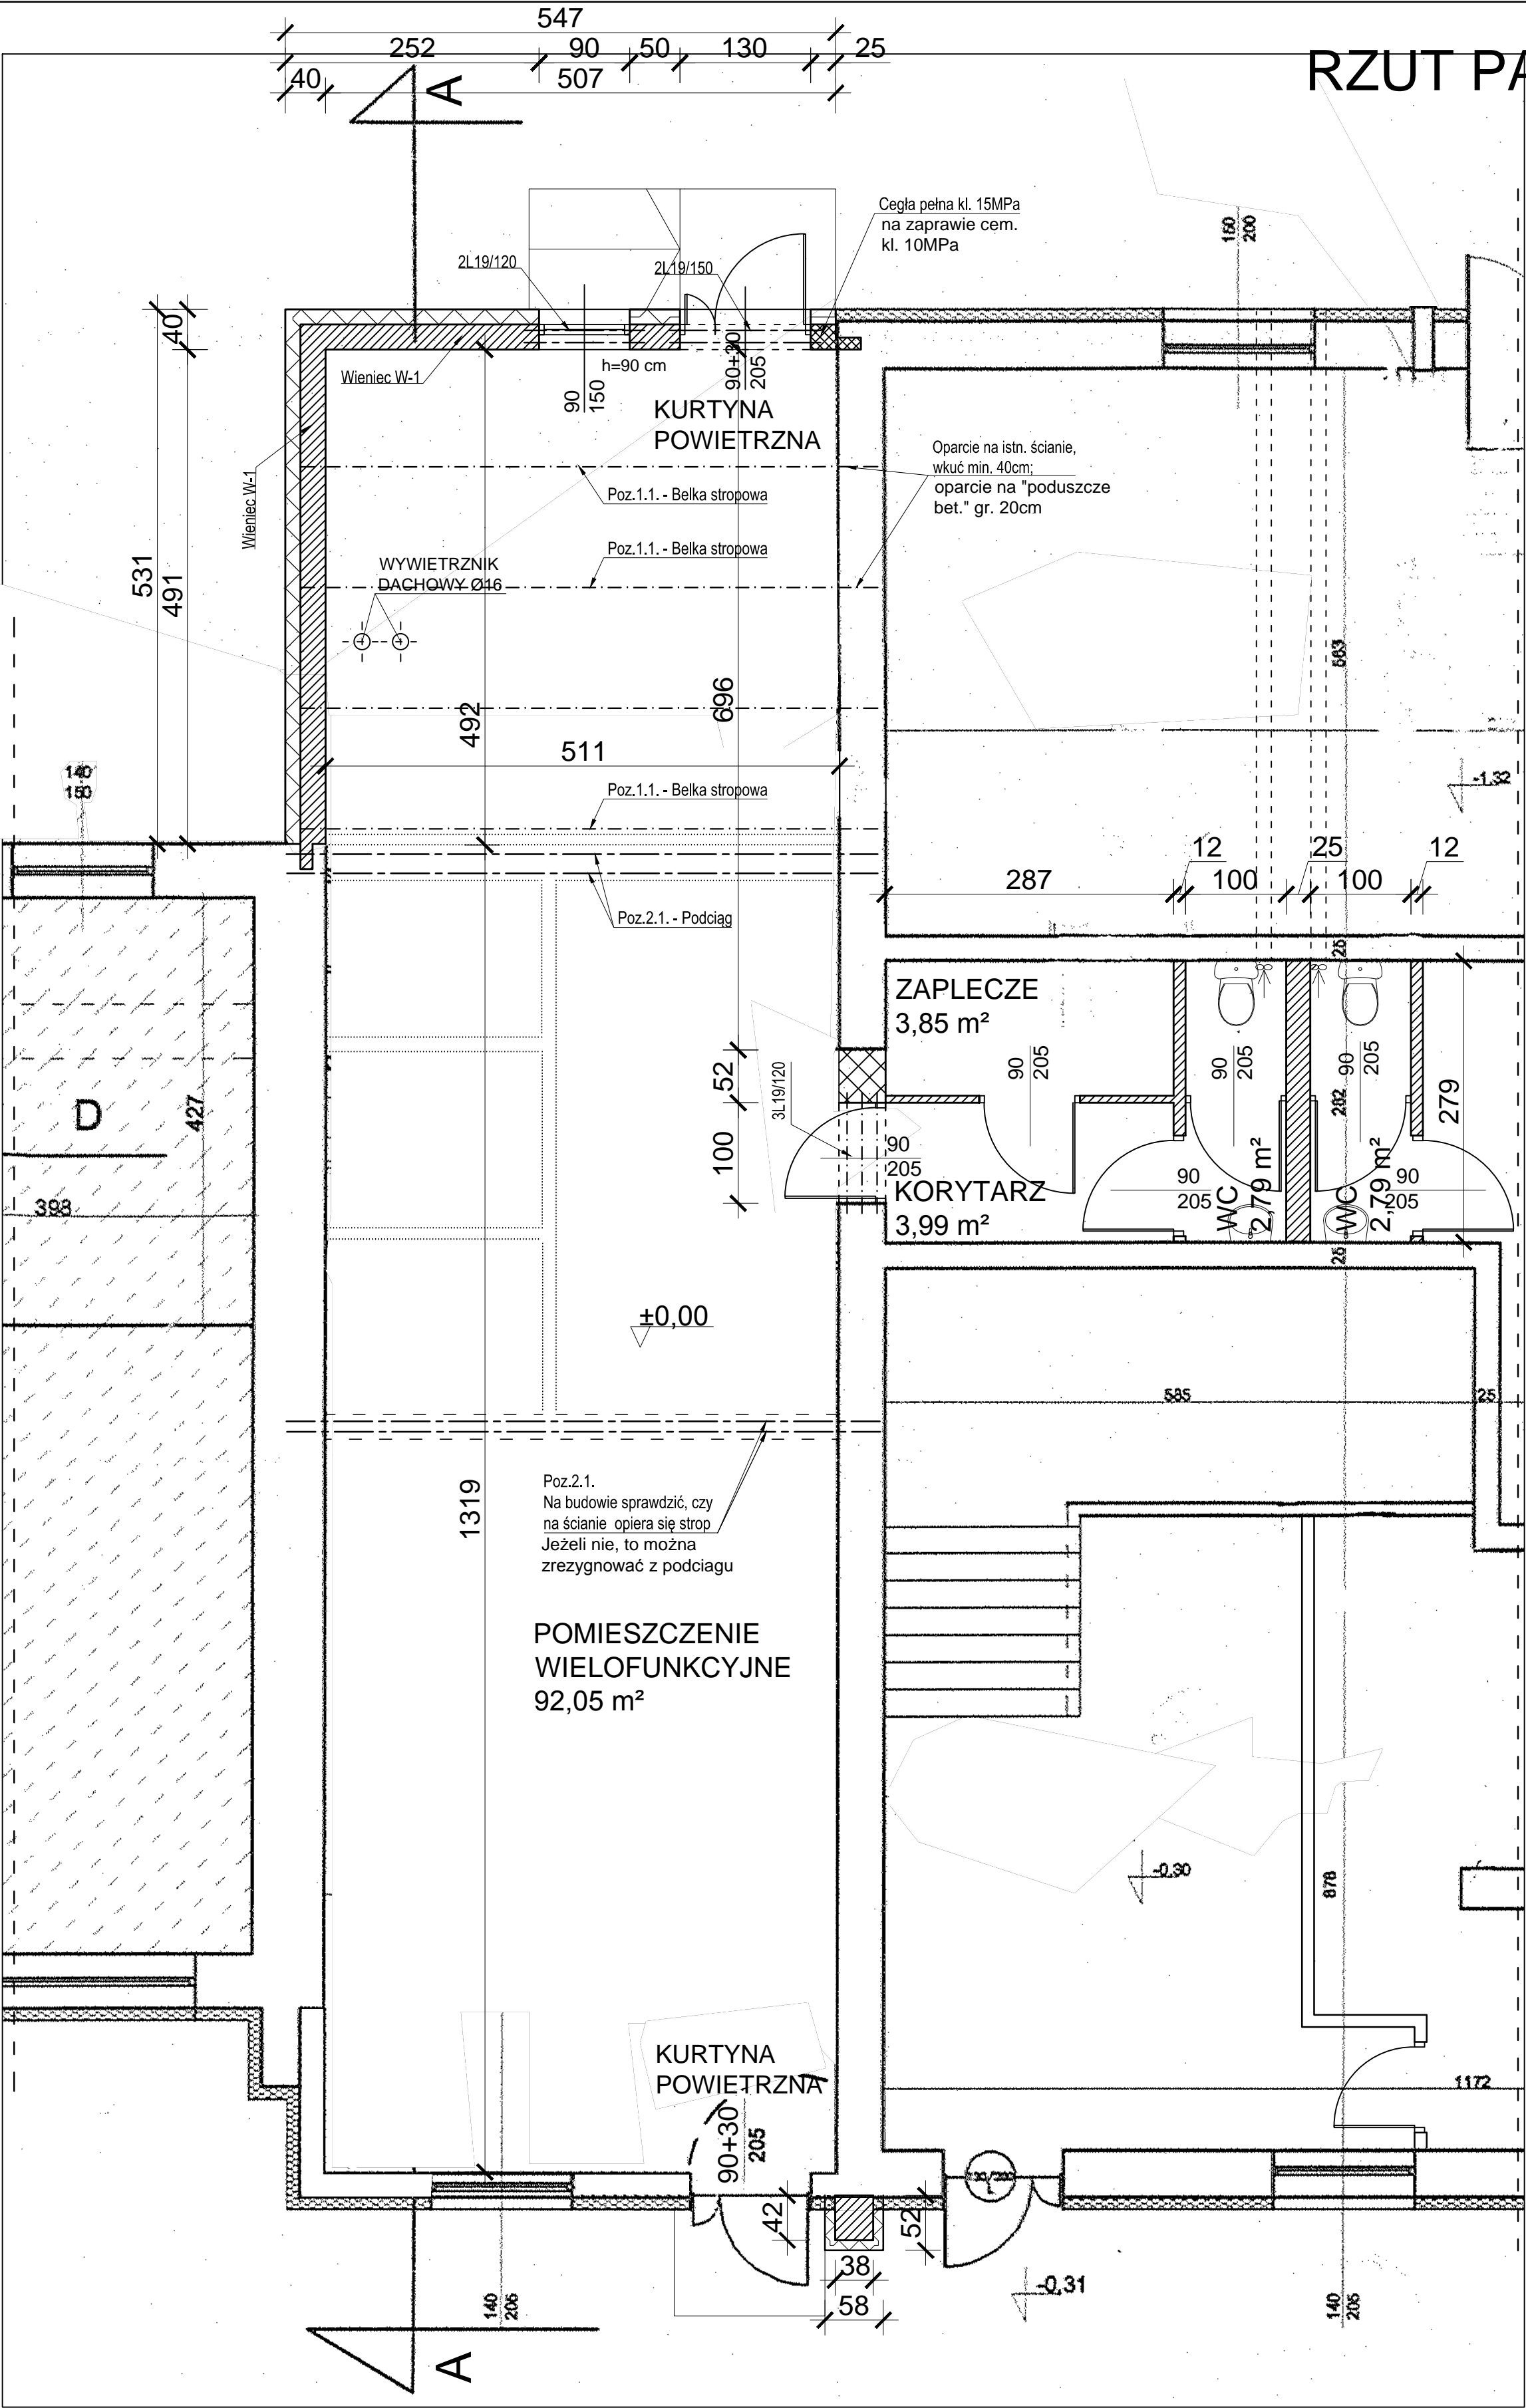 547
252
90
50
130
25
RZUT PA
40
507
A
Cegła pełna kl. 15MPa
na zaprawie cem.
kl. 10MPa
160
200
2L19/120
2L19/150
40
Wieniec W-1
h=90 cm
90
150
90+30
205
KURTYNA
POWIETRZNA
Oparcie na istn. ścianie,
wkuć min. 40cm;
oparcie na "poduszcze
bet." gr. 20cm
Wieniec W-1
Poz.1.1. - Belka stropowa
Poz.1.1. - Belka stropowa
WYWIETRZNIK
DACHOWY Ø16
531
491
583
492
696
511
140
150
Poz.1.1. - Belka stropowa
-1,32
12
25
12
287
100
100
Poz.2.1. - Podciąg
25
ZAPLECZE
3,85 m²
52
3L19/120
90
205
90
205
90
205
282
279
D
427
100
90
205
KORYTARZ
3,99 m²
90
205
WC
2,79 m²
WC
2,79 m²
90
205
398
25
±0,00
585
25
Poz.2.1.
Na budowie sprawdzić, czy
na ścianie opiera się strop
Jeżeli nie, to można
zrezygnować z podciagu
1319
POMIESZCZENIE
WIELOFUNKCYJNE
92,05 m²
-0,30
878
KURTYNA
POWIETRZNA
1172
90+30
205
42
52
38
58
-0,31
140
205
140
205
A